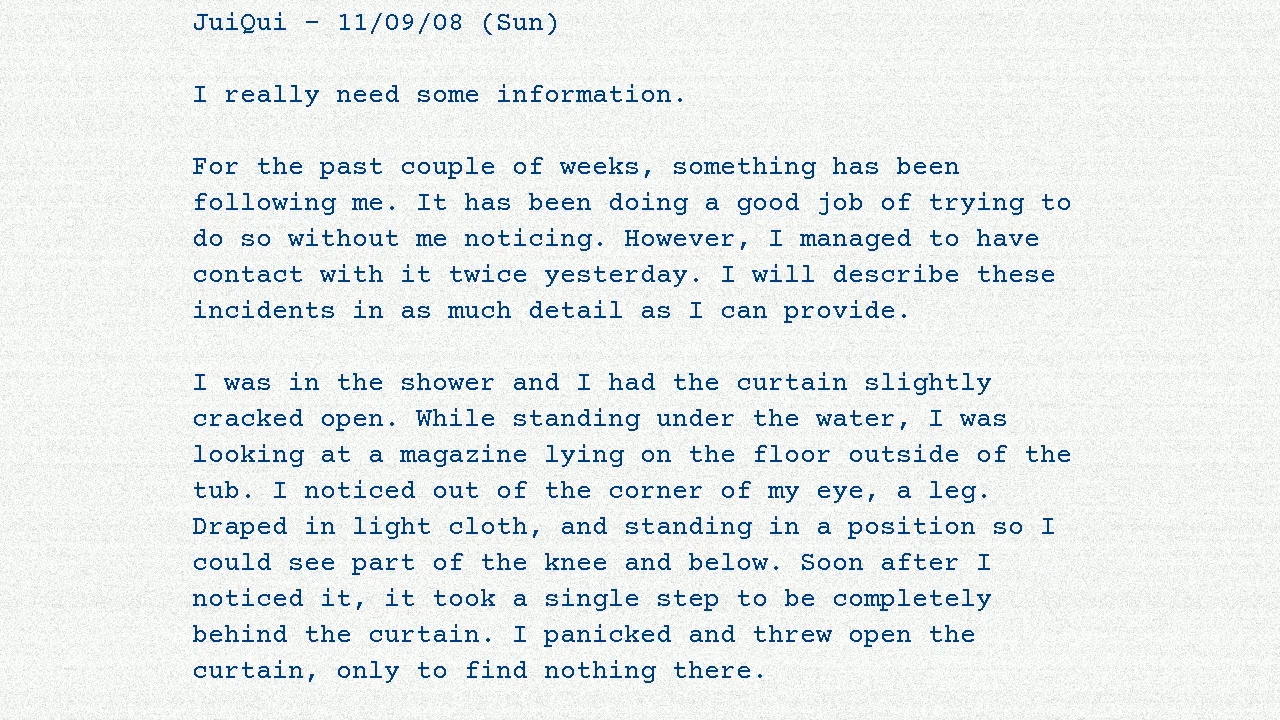 JuiQui - 11/09/08 (Sun)
I really need some information.
For the past couple of weeks, something has been
following me. It has been doing a good job of trying to
do so without me noticing. However, I managed to have
contact with it twice yesterday. I will describe these
incidents in as much detail as I can provide.
I was in the shower and I had the curtain slightly
cracked open. While standing under the water, I was
looking at a magazine lying on the floor outside of the
tub. I noticed out of the corner of my eye, a leg.
Draped in light cloth, and standing in a position so I
could see part of the knee and below. Soon after I
noticed it, it took a single step to be completely
behind the curtain. I panicked and threw open the
curtain, only to find nothing there.